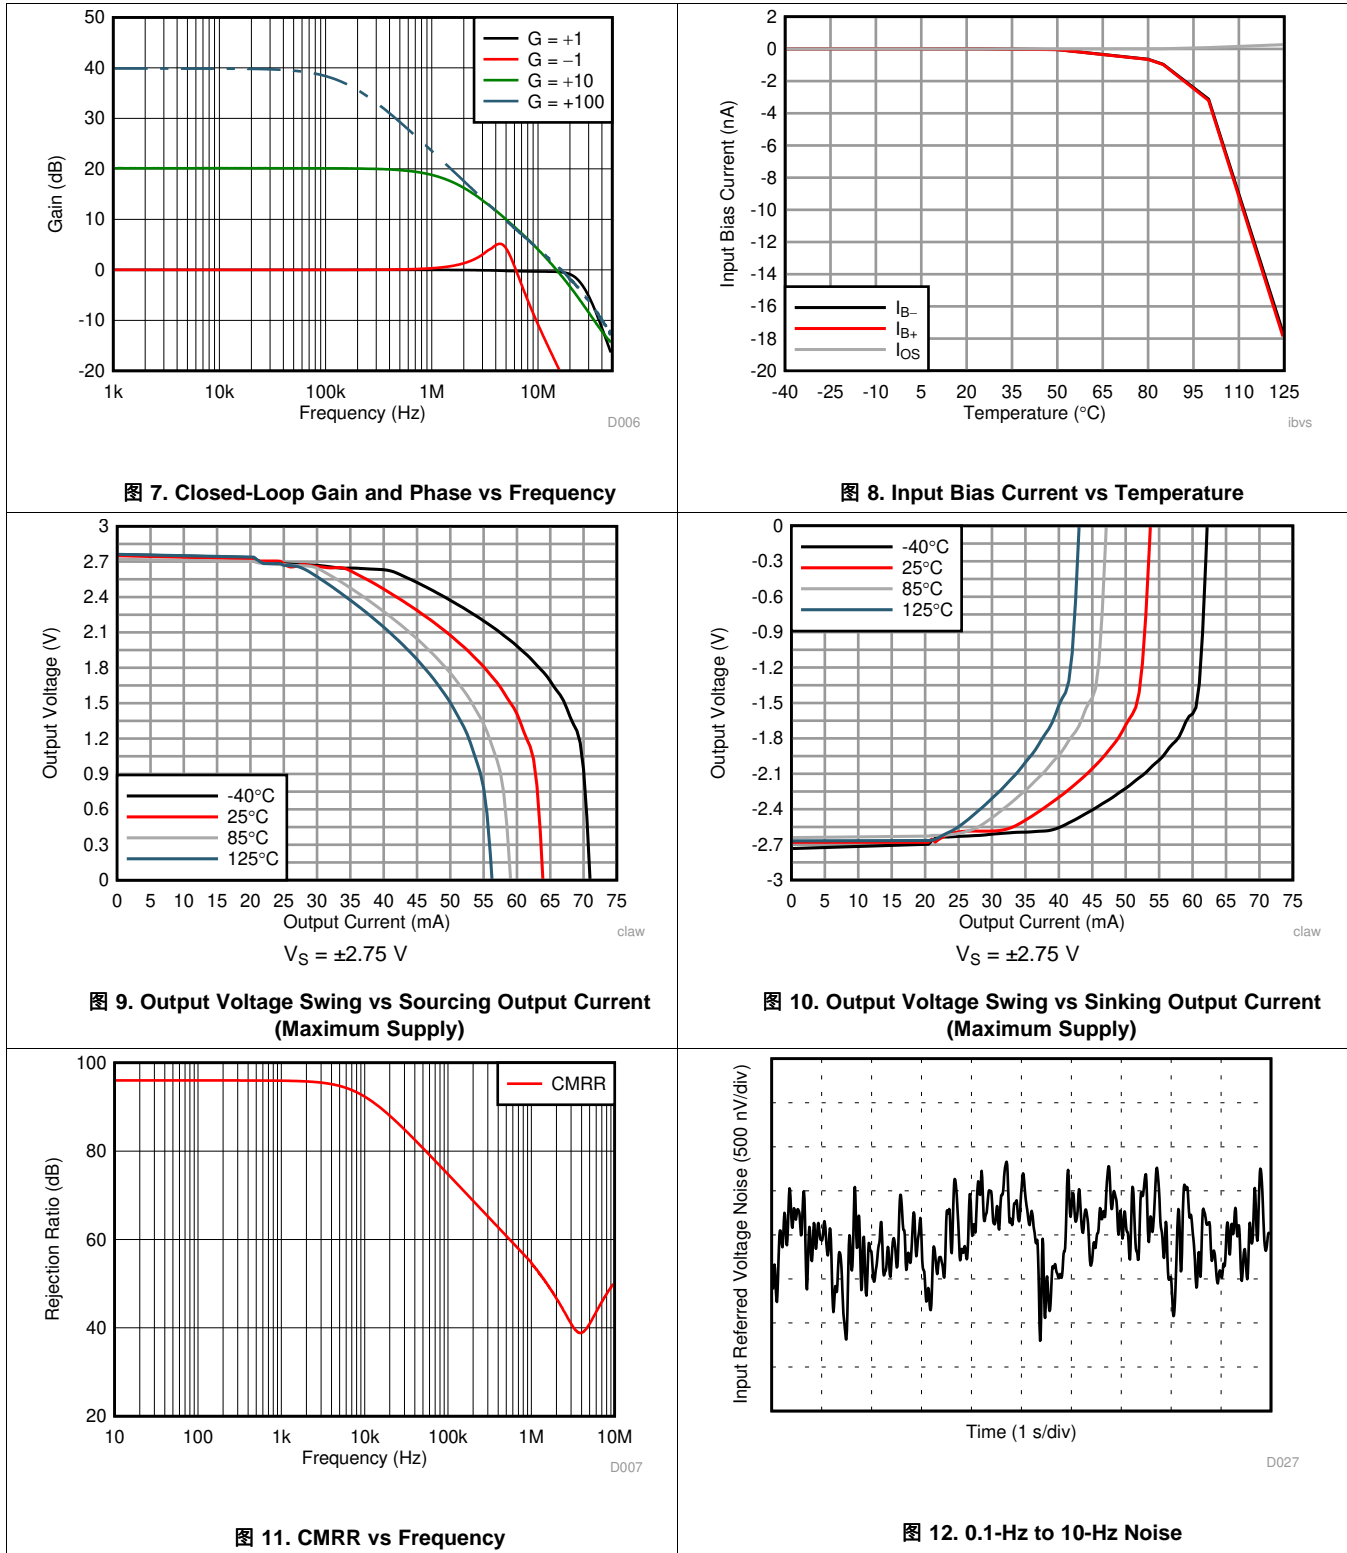 50
40
30
20
10
0
-10
-20
Gain (dB)
G = +1
G = −1
G = +10
G = +100
1k 10k 100k 1M 10M
Frequency (Hz)
D006
图 7. Closed-Loop Gain and Phase vs Frequency
2
0
-2
-4
-6
-8
-10
-12
-14
-16
-18
-20
Input Bias Current (nA)
IB−
IB+
IOS
-40 -25 -10 5 20 35 50 65 80 95 110 125
Temperature (°C)
ibvs
图 8. Input Bias Current vs Temperature
3
2.7
2.4
2.1
1.8
1.5
1.2
0.9
0.6
0.3
0
Output Voltage (V)
-40°C
25°C
85°C
125°C
0 5 10 15 20 25 30 35 40 45 50 55 60 65 70 75
Output Current (mA)
claw
VS = ±2.75 V
图 9. Output Voltage Swing vs Sourcing Output Current
(Maximum Supply)
0
-0.3
-0.6
-0.9
-1.2
-1.5
-1.8
-2.1
-2.4
-2.7
-3
Output Voltage (V)
-40°C
25°C
85°C
125°C
0 5 10 15 20 25 30 35 40 45 50 55 60 65 70 75
Output Current (mA)
claw
VS = ±2.75 V
图 10. Output Voltage Swing vs Sinking Output Current
(Maximum Supply)
100
80
60
40
20
Rejection Ratio (dB)
CMRR
10 100 1k 10k 100k 1M 10M
Frequency (Hz)
D007
图 11. CMRR vs Frequency
Input Referred Voltage Noise (500 nV/div)
Time (1 s/div)
D027
图 12. 0.1-Hz to 10-Hz Noise